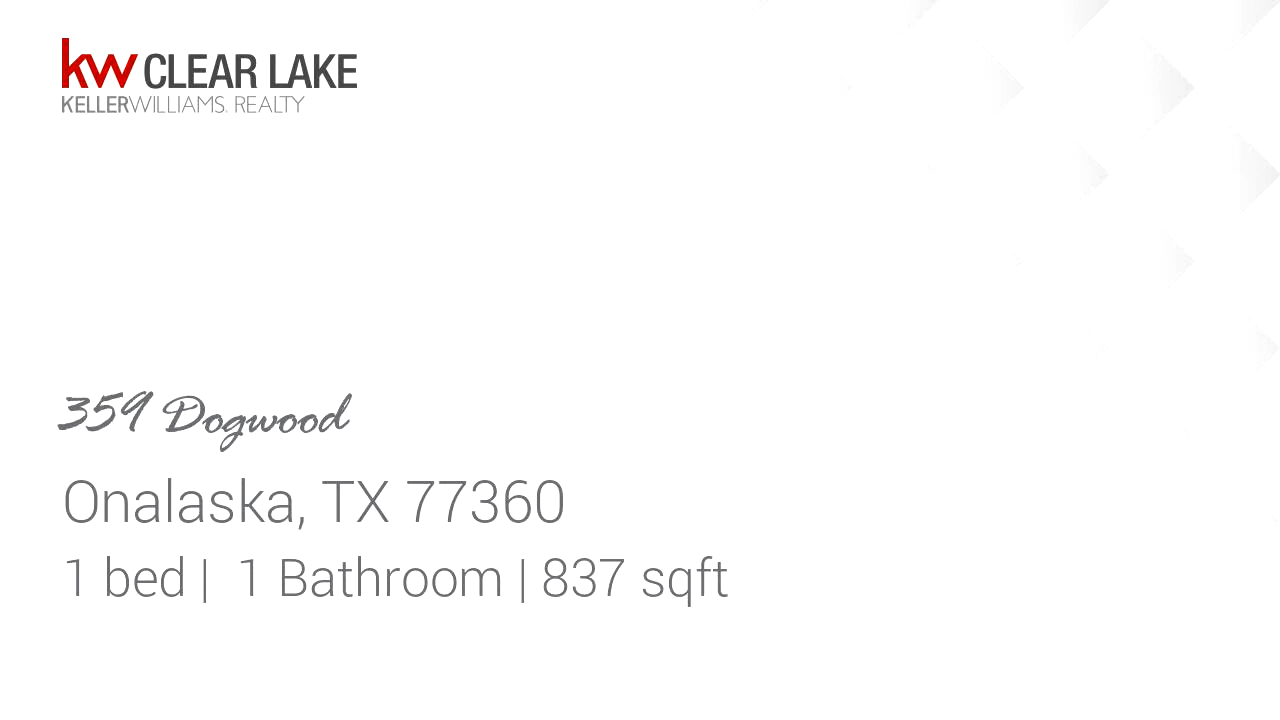 kw CLEAR LAKE
KELLERWILLIAMS. REALTY
359 Dogwood
Onalaska, TX 77360
1 bed | 1 Bathroom | 837 sqft